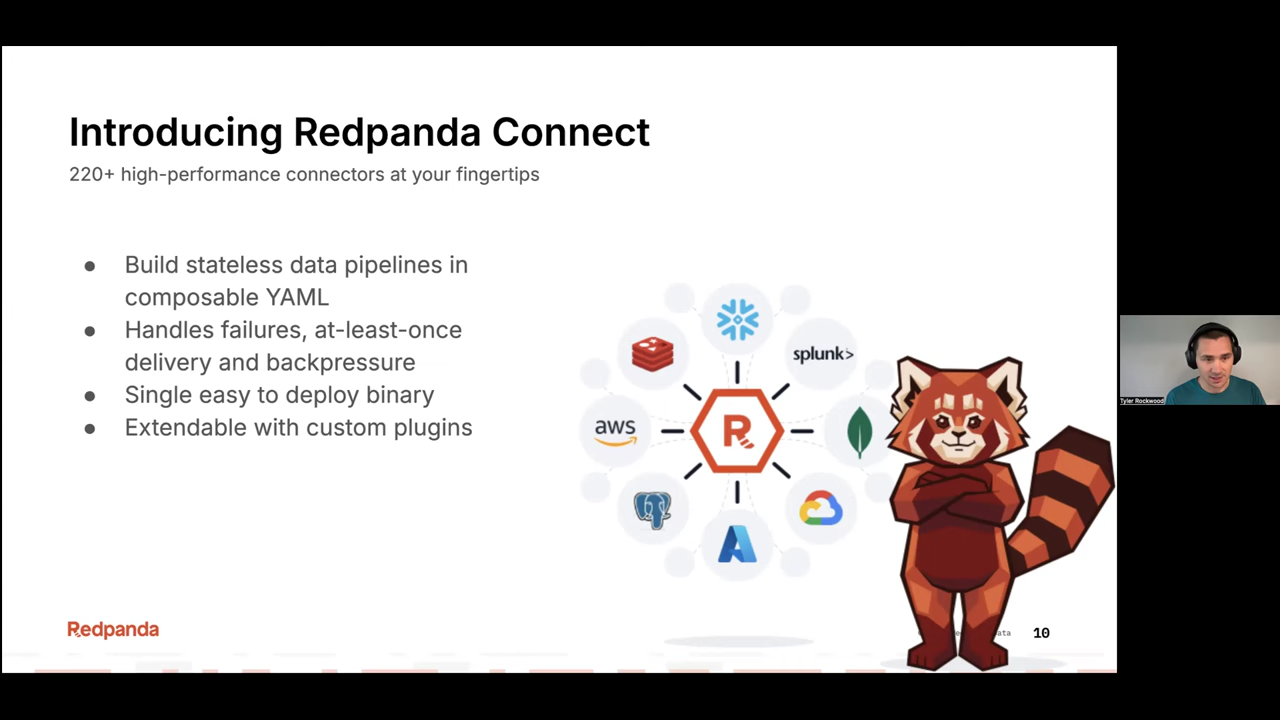 Introducing Redpanda Connect
220+ high-performance connectors at your fingertips
● Build stateless data pipelines in
composable YAML
● Handles failures, at-least-once
delivery and backpressure
● Single easy to deploy binary
● Extendable with custom plugins
splunk>
aws
R
Redpanda
10
Tyler Rockwood